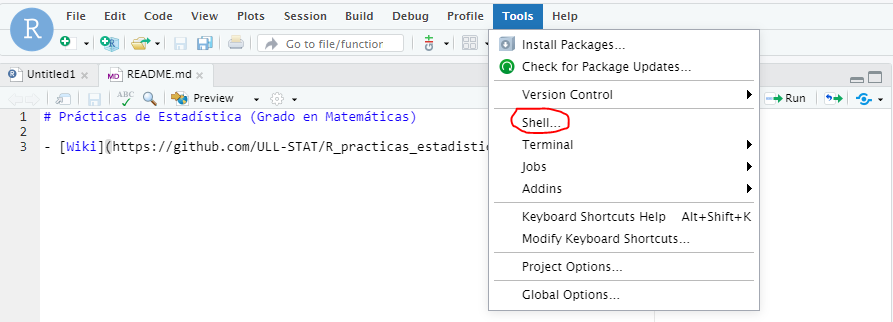 R File Edit Code View Plots Session Build Debug Profile Tools Help
Go to file/function
Install Packages...
Check for Package Updates...
Version Control
Shell...
Terminal
Jobs
Addins
Keyboard Shortcuts Help Alt+Shift+K
Modify Keyboard Shortcuts...
Project Options...
Global Options...
R Untitled1 MD README.md
ABC Preview Run
1 # Prácticas de Estadística (Grado en Matemáticas)
2
3 - [Wiki](https://github.com/ULL-STAT/R_practicas_estadistic